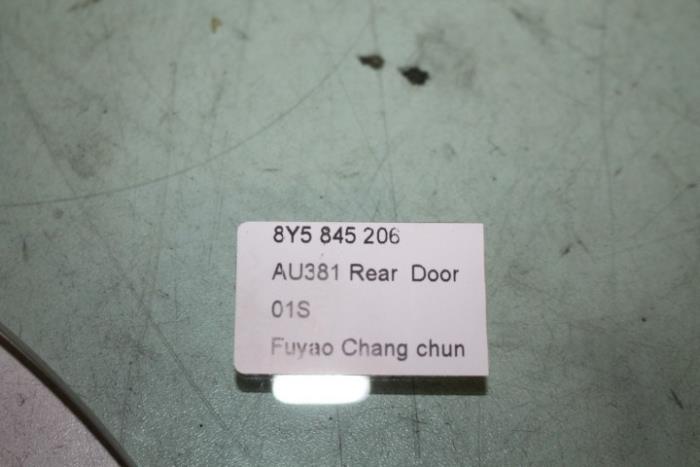 8Y5 845 206
AU381 Rear Door
01S
Fuyao Chang chun